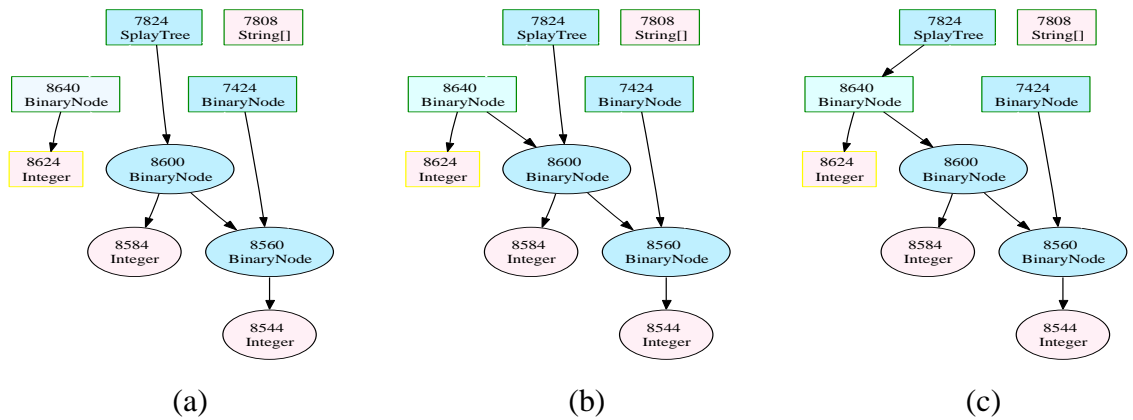 7824
SplayTree
7808
String[]
8640
BinaryNode
7424
BinaryNode
8624
Integer
8600
BinaryNode
8584
Integer
8560
BinaryNode
8544
Integer
(a)
7824
SplayTree
7808
String[]
8640
BinaryNode
7424
BinaryNode
8624
Integer
8600
BinaryNode
8584
Integer
8560
BinaryNode
8544
Integer
(b)
7824
SplayTree
7808
String[]
8640
BinaryNode
7424
BinaryNode
8624
Integer
8600
BinaryNode
8584
Integer
8560
BinaryNode
8544
Integer
(c)